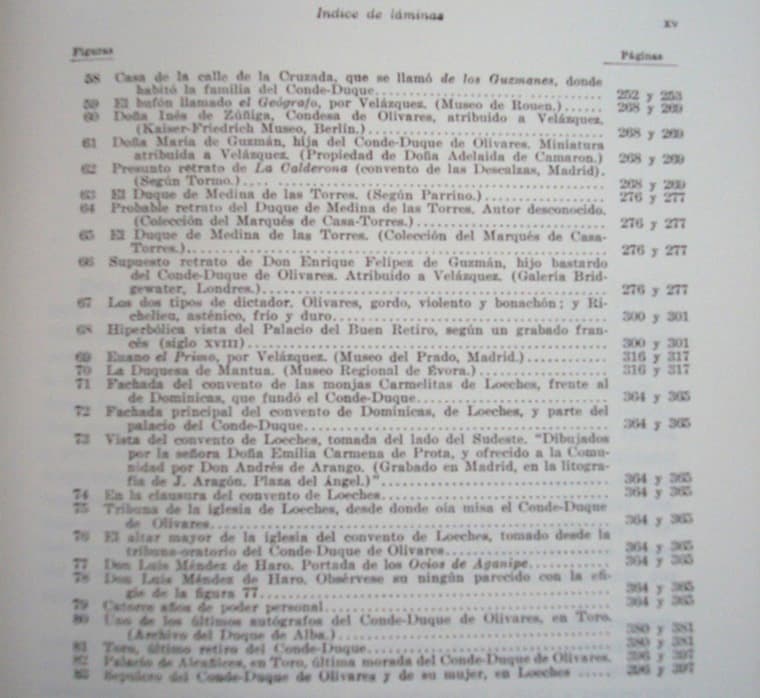 Indice de láminas
XV
Figuras
Páginas
58 Casa de la calle de la Cruzada, que se llamó de los Guzmanes, donde
habitó la familia del Conde-Duque........ 252 y 253
59 El bufón llamado el Geógrafo, por Velázquez. (Museo de Rouen.)...... 268 y 269
60 Doña Inés de Zúñiga, Condesa de Olivares, atribuido a Velázquez.
(Kaiser-Friedrich Museo, Berlin.)........ 268 y 269
61 Doña María de Guzmán, hija del Conde-Duque de Olivares. Miniatura
atribuida a Velázquez. (Propiedad de Doña Adelaida de Camaron.) 268 y 269
62 Presunto retrato de La Calderona (convento de las Descalzas, Madrid).
(Según Tormo.)........ 268 y 269
63 El Duque de Medina de las Torres. (Según Parrino.)........ 276 y 277
64 Probable retrato del Duque de Medina de las Torres. Autor desconocido.
(Colección del Marqués de Casa-Torres.)........ 276 y 277
65 El Duque de Medina de las Torres. (Colección del Marqués de Casa-
Torres.)........ 276 y 277
66 Supuesto retrato de Don Enrique Felipez de Guzmán, hijo bastardo
del Conde-Duque de Olivares. Atribuido a Velázquez. (Galería Brid-
gewater, Londres.)........ 276 y 277
67 Los dos tipos de dictador. Olivares, gordo, violento y bonachón; y Ri-
chelieu, asténico, frío y duro........ 300 y 301
68 Hiperbólica vista del Palacio del Buen Retiro, según un grabado fran-
cés (siglo XVIII)........ 300 y 301
69 Enano el Primo, por Velázquez. (Museo del Prado, Madrid.)........ 316 y 317
70 La Duquesa de Mantua. (Museo Regional de Évora.)........ 316 y 317
71 Fachada del convento de las monjas Carmelitas de Loeches, frente al
de Dominicas, que fundó el Conde-Duque........ 364 y 365
72 Fachada principal del convento de Dominicas, de Loeches, y parte del
palacio del Conde-Duque........ 364 y 365
73 Vista del convento de Loeches, tomada del lado del Sudeste. "Dibujados
por la señora Doña Emilia Carmena de Prota, y ofrecido a la Comu-
nidad por Don Andrés de Arango. (Grabado en Madrid, en la litogra-
fía de J. Aragón. Plaza del Ángel.)"........ 364 y 365
74 En la clausura del convento de Loeches........ 364 y 365
75 Tribuna de la iglesia de Loeches, desde donde oía misa el Conde-Duque
de Olivares........ 364 y 365
76 El altar mayor de la iglesia del convento de Loeches, tomado desde la
tribuna-oratorio del Conde-Duque de Olivares........ 364 y 365
77 Don Luis Méndez de Haro. Portada de los Ocios de Aganipe........ 364 y 365
78 Don Luis Méndez de Haro. Obsérvese su ningún parecido con la efi-
gie de la figura 77........ 364 y 365
79 Catorce años de poder personal........ 364 y 365
80 Uno de los últimos autógrafos del Conde-Duque de Olivares, en Toro.
(Archivo del Duque de Alba.)........ 380 y 381
81 Toro, último retiro del Conde-Duque........ 380 y 381
82 Palacio de Alcañices, en Toro, última morada del Conde-Duque de Olivares. 396 y 397
83 Sepulcro del Conde-Duque de Olivares y de su mujer, en Loeches ..... 396 y 397